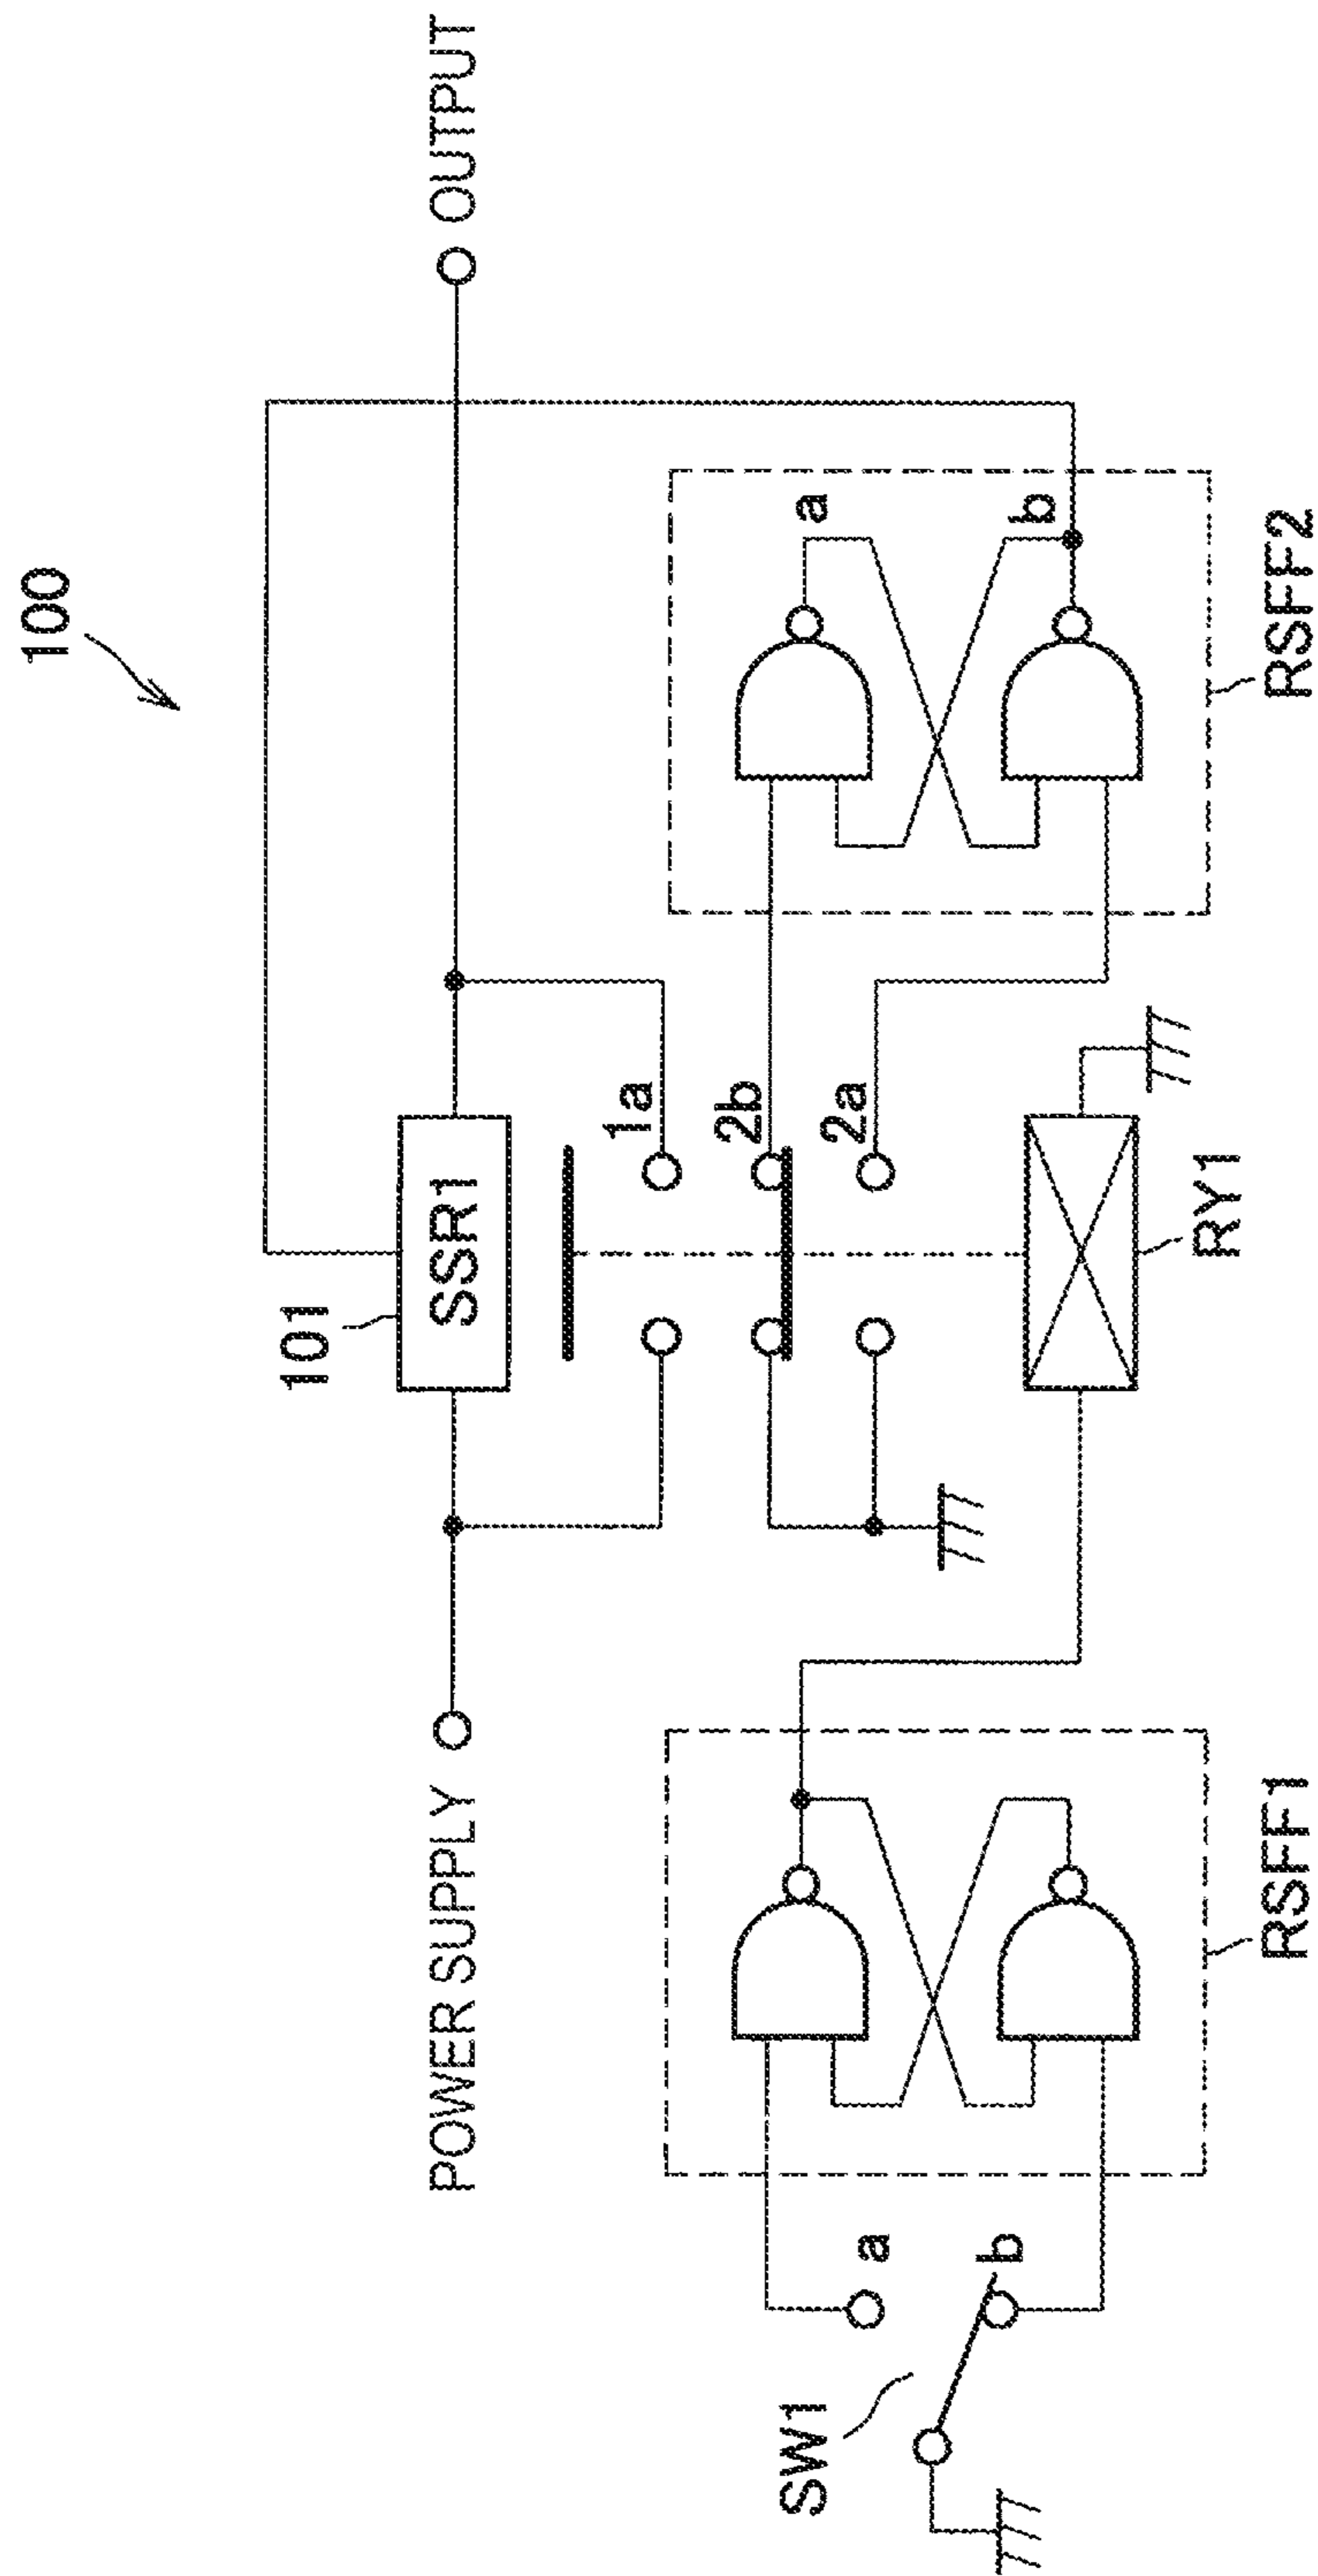 100
POWER SUPPLY
OUTPUT
101
SSR1
1a
2b
2a
a
b
SW1
a
b
RSFF1
RY1
RSFF2